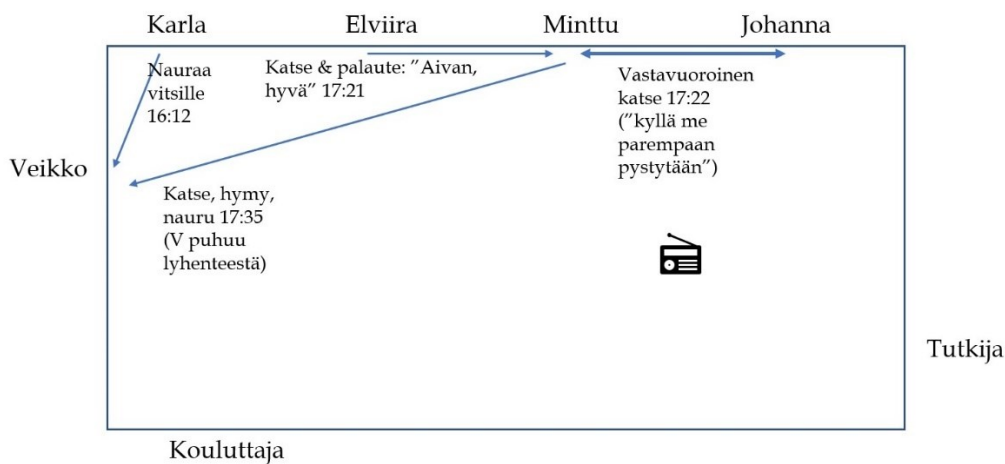 Karla
Elviira
Minttu
Johanna
Nauraa
vitsille
16:12
Katse & palaute: ”Aivan,
hyvä” 17:21
Vastavuoroinen
katse 17:22
(”kyllä me
parempaan
pystytään”)
Veikko
Katse, hymy,
nauru 17:35
(V puhuu
lyhenteestä)
Tutkija
Kouluttaja